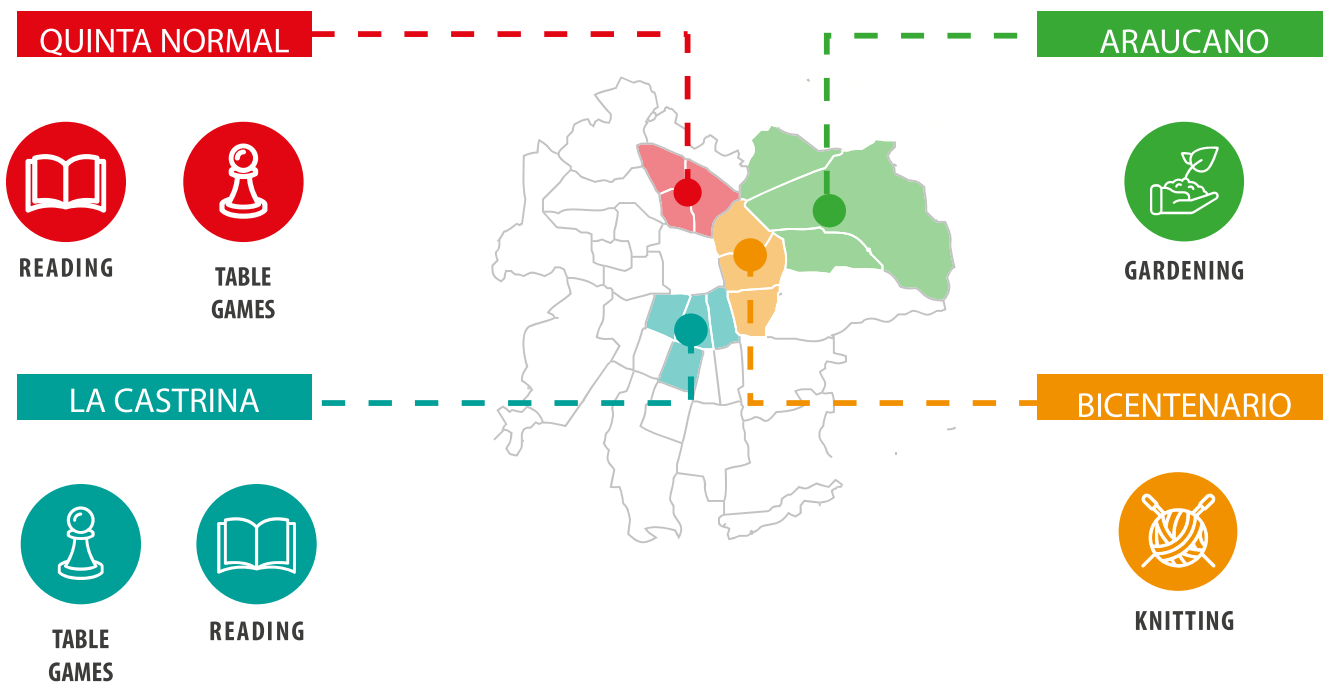 QUINTA NORMAL
ARAUCANO
READING
TABLE
GAMES
GARDENING
LA CASTRINA
BICENTENARIO
TABLE
GAMES
READING
KNITTING